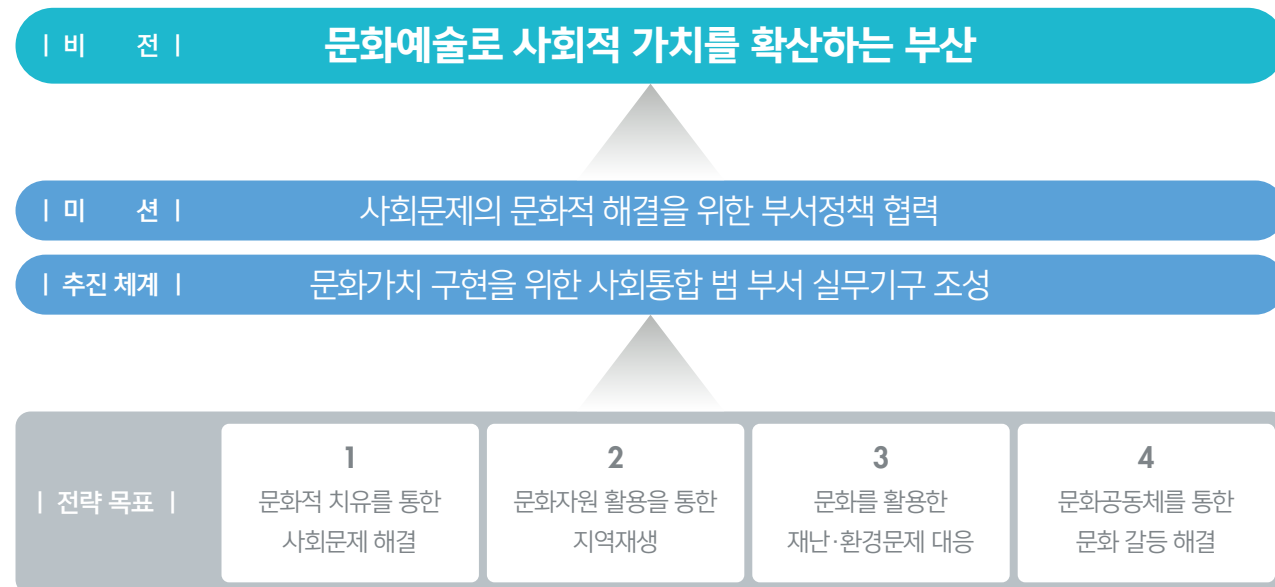 | 비 전 | 문화예술로 사회적 가치를 확산하는 부산
| 미 션 | 사회문제의 문화적 해결을 위한 부서정책 협력
| 추진 체계 | 문화가치 구현을 위한 사회통합 범 부서 실무기구 조성
| 전략 목표 |
1
문화적 치유를 통한
사회문제 해결
2
문화자원 활용을 통한
지역재생
3
문화를 활용한
재난·환경문제 대응
4
문화공동체를 통한
문화 갈등 해결